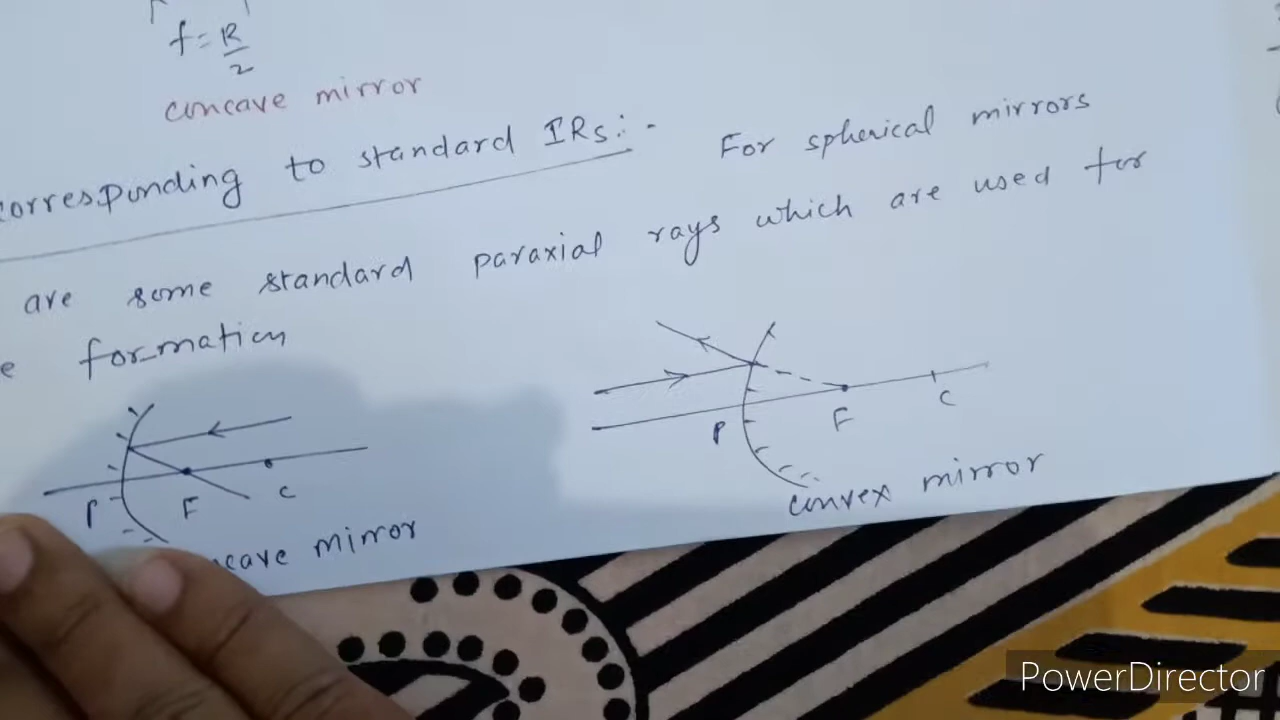 f = R/2
concave mirror
corresponding to standard IRs:-
For spherical mirrors
are some standard paraxial rays which are used for
e formation
P F C
concave mirror
P F C
convex mirror
PowerDirector